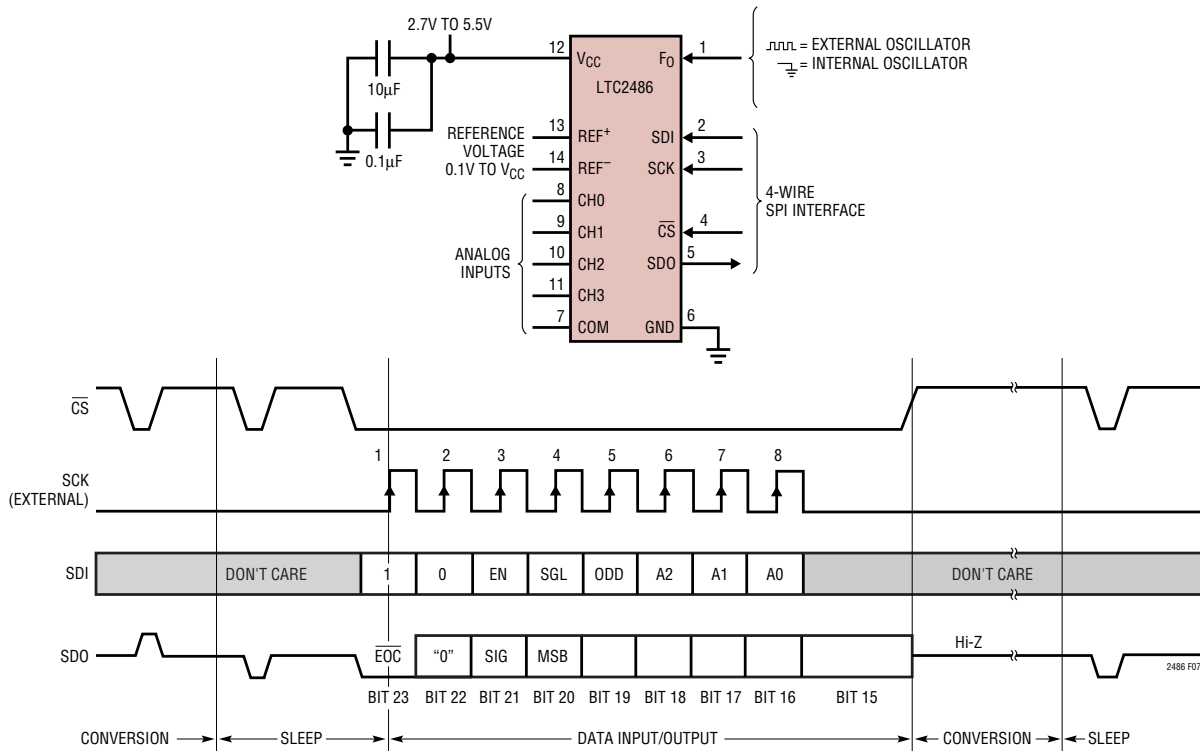 2.7V TO 5.5V
12
VCC
FO
1
= EXTERNAL OSCILLATOR
= INTERNAL OSCILLATOR
LTC2486
10µF
0.1µF
REFERENCE
VOLTAGE
0.1V TO VCC
13
REF+
SDI
2
14
REF−
SCK
3
4-WIRE
SPI INTERFACE
8
CH0
9
CH1
CS
4
ANALOG
INPUTS
10
CH2
SDO
5
11
CH3
7
COM
GND
6
CS
1 2 3 4 5 6 7 8
SCK
(EXTERNAL)
SDI
DON'T CARE 1 0 EN SGL ODD A2 A1 A0 DON'T CARE
SDO
EOC “0” SIG MSB Hi-Z
2486 F07
BIT 23 BIT 22 BIT 21 BIT 20 BIT 19 BIT 18 BIT 17 BIT 16 BIT 15
CONVERSION SLEEP DATA INPUT/OUTPUT CONVERSION SLEEP